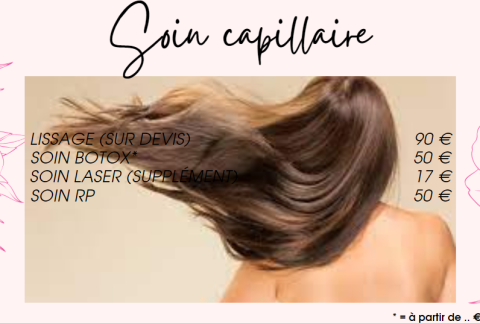 Soin capillaire
LISSAGE (SUR DEVIS) 90 €
SOIN BOTOX* 50 €
SOIN LASER (SUPPLÉMENT) 17 €
SOIN RP 50 €
* = à partir de .. €